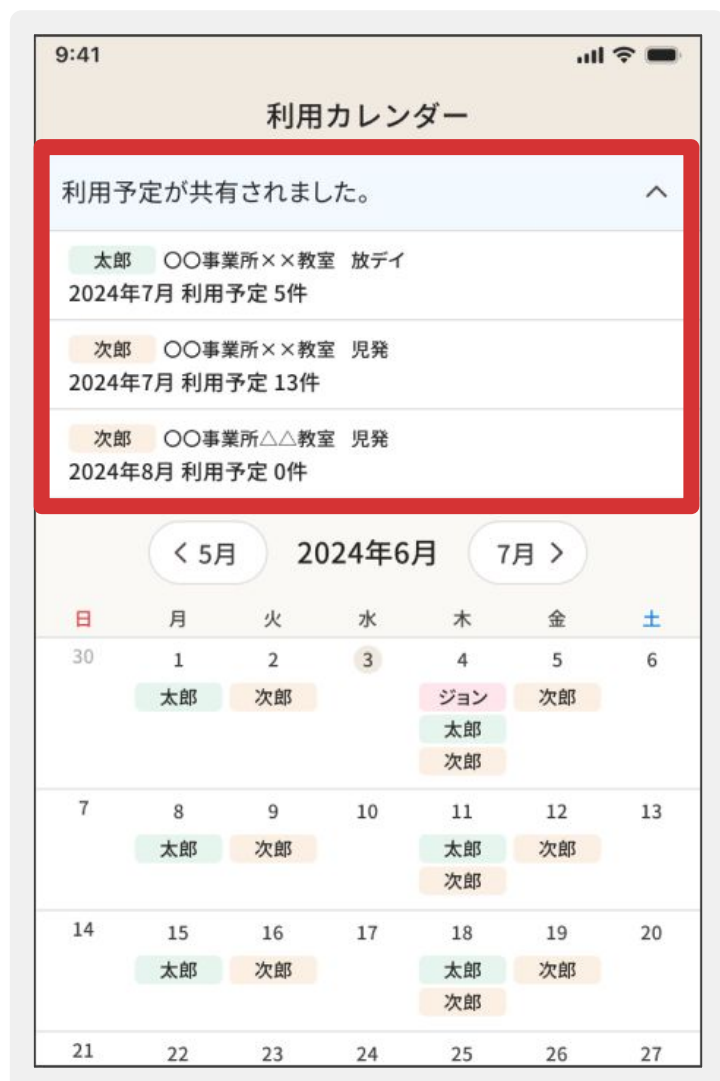 9:41
利用カレンダー
利用予定が共有されました。
太郎 〇〇事業所××教室 放デイ
2024年7月 利用予定 5件
次郎 〇〇事業所××教室 児発
2024年7月 利用予定 13件
次郎 〇〇事業所△△教室 児発
2024年8月 利用予定 0件
< 5月 2024年6月 7月 >
日 月 火 水 木 金 土
30 1 2 3 4 5 6
太郎 次郎 ジョン 次郎
太郎
次郎
7 8 9 10 11 12 13
太郎 次郎 太郎 次郎
次郎
14 15 16 17 18 19 20
太郎 次郎 太郎 次郎
次郎
21 22 23 24 25 26 27